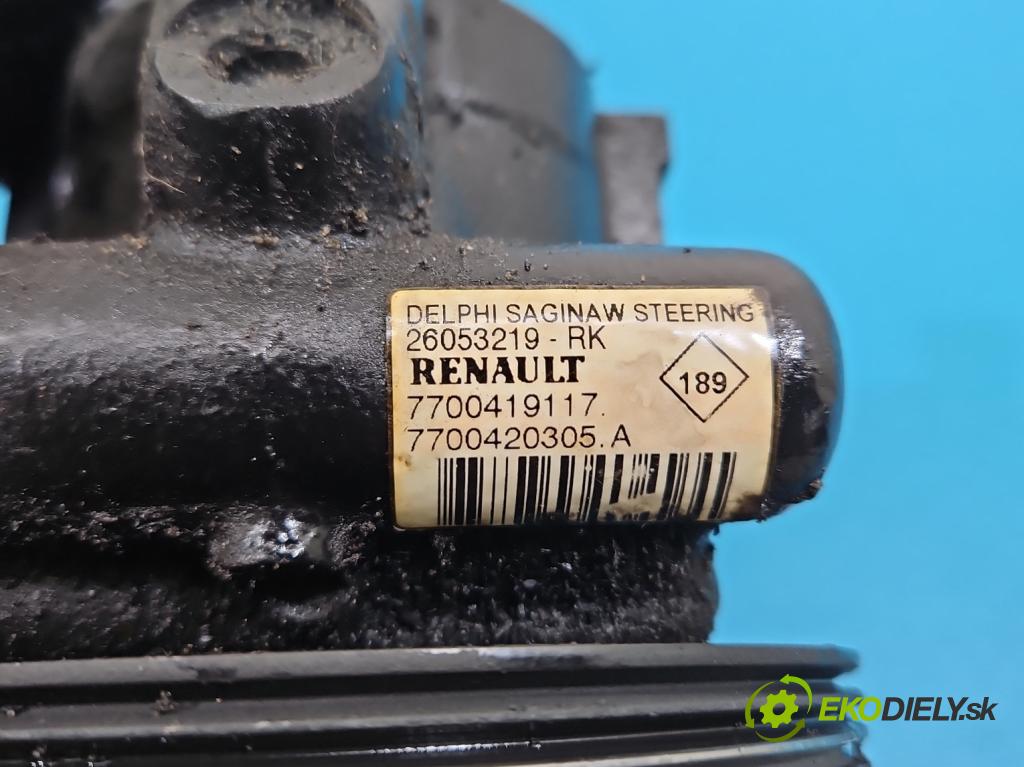 DELPHI SAGINAW STEERING
26053219 - RK
RENAULT
189
7700419117.
7700420305.A
EKODIELY.sk